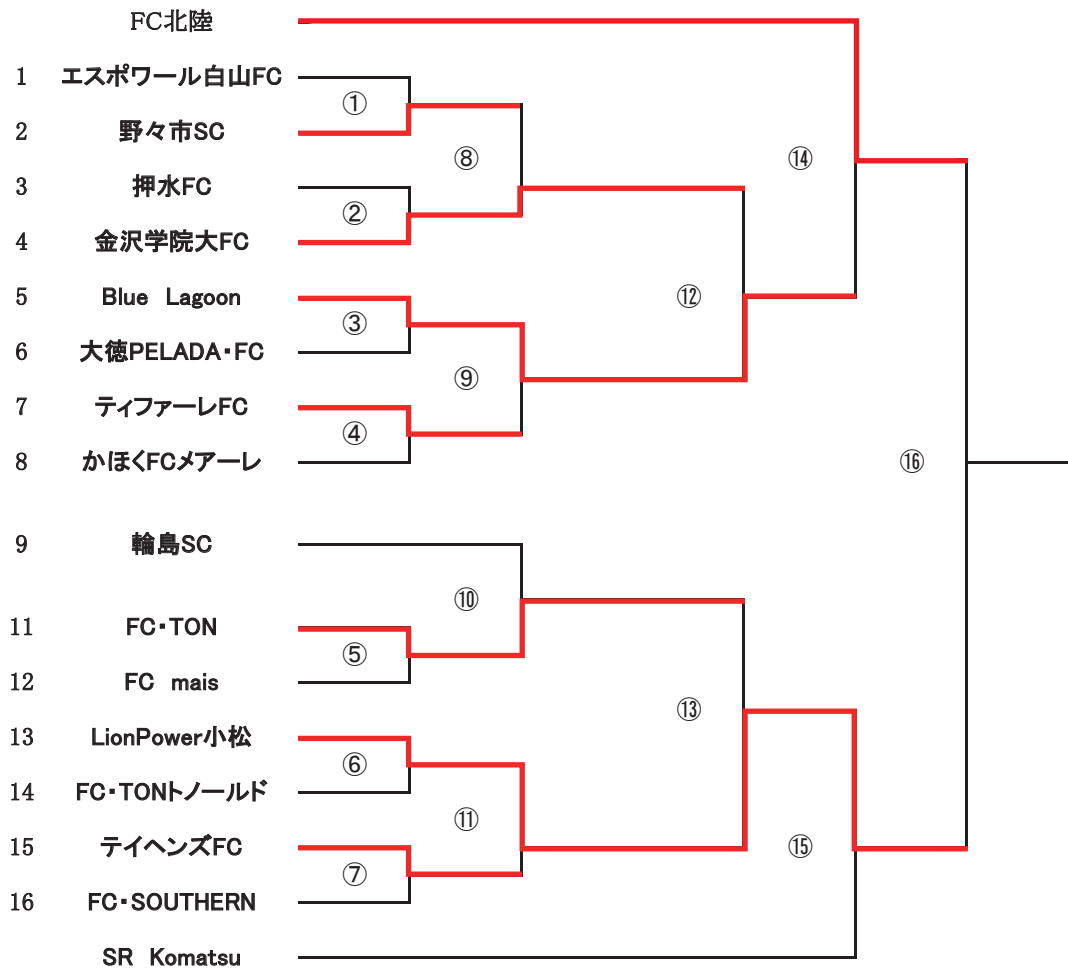 FC北陸
1 エスポワール白山FC
①
2 野々市SC
⑧
⑭
3 押水FC
②
4 金沢学院大FC
5 Blue Lagoon
⑫
③
6 大徳PELADA・FC
⑨
7 ティファーレFC
④
8 かほくFCメアーレ
⑯
9 輪島SC
⑩
11 FC・TON
⑤
12 FC mais
⑬
13 LionPower小松
⑥
14 FC・TONトノールド
⑪
15 テイヘンズFC
⑮
⑦
16 FC・SOUTHERN
SR Komatsu